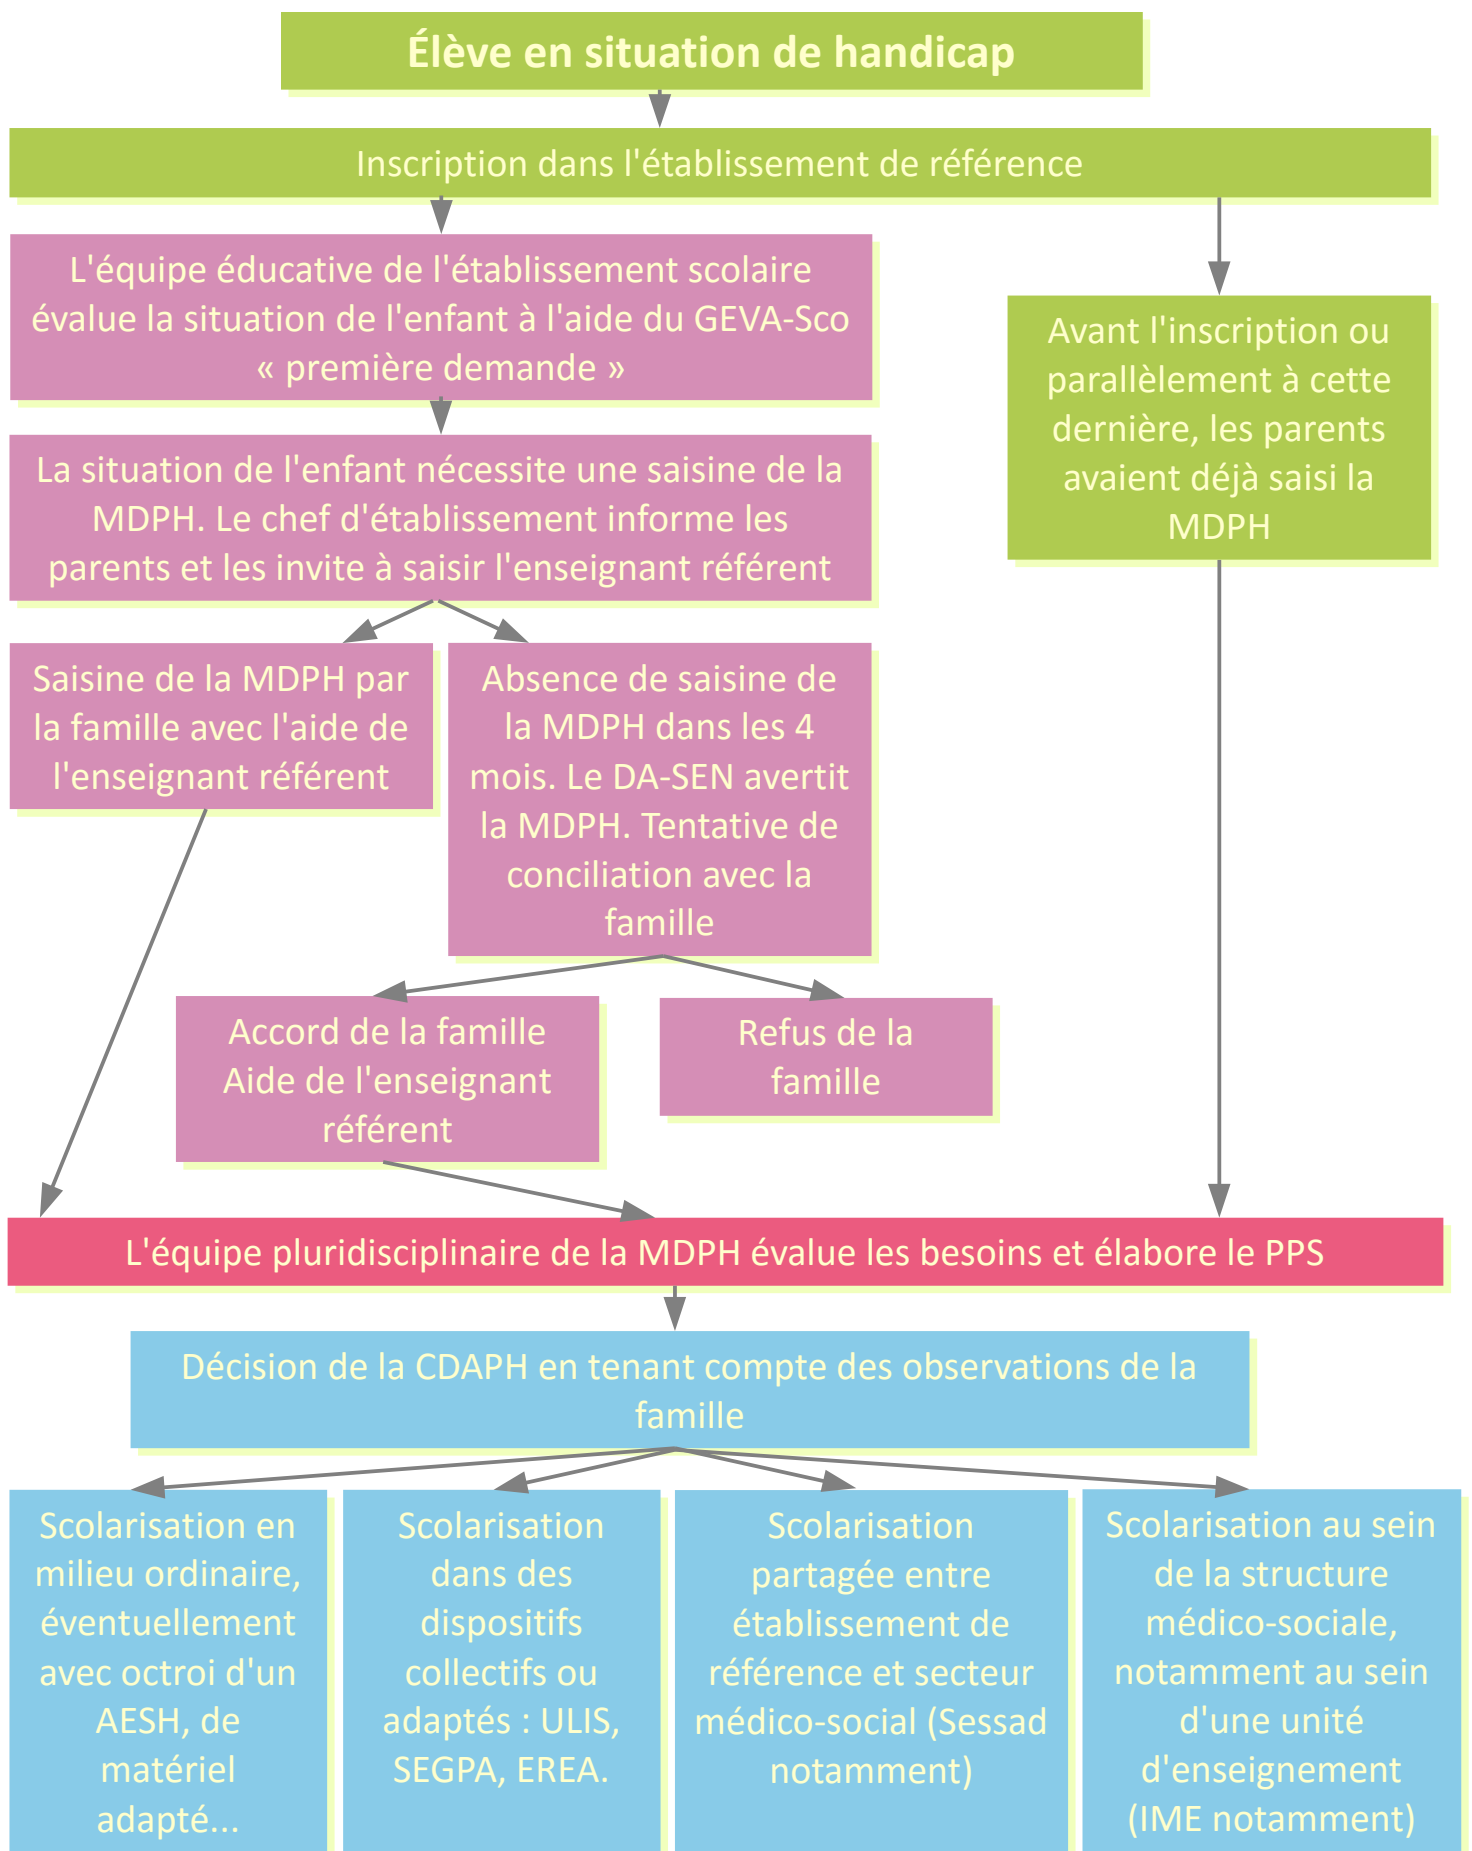 Élève en situation de handicap
Inscription dans l'établissement de référence
L'équipe éducative de l'établissement scolaire
évalue la situation de l'enfant à l'aide du GEVA-Sco
« première demande »
Avant l'inscription ou
parallèlement à cette
dernière, les parents
avaient déjà saisi la
MDPH
La situation de l'enfant nécessite une saisine de la
MDPH. Le chef d'établissement informe les
parents et les invite à saisir l'enseignant référent
Saisine de la MDPH par
la famille avec l'aide de
l'enseignant référent
Absence de saisine de
la MDPH dans les 4
mois. Le DA-SEN avertit
la MDPH. Tentative de
conciliation avec la
famille
Accord de la famille
Aide de l'enseignant
référent
Refus de la
famille
L'équipe pluridisciplinaire de la MDPH évalue les besoins et élabore le PPS
Décision de la CDAPH en tenant compte des observations de la
famille
Scolarisation en
milieu ordinaire,
éventuellement
avec octroi d'un
AESH, de
matériel
adapté...
Scolarisation
dans des
dispositifs
collectifs ou
adaptés : ULIS,
SEGPA, EREA.
Scolarisation
partagée entre
établissement de
référence et secteur
médico-social (Sessad
notamment)
Scolarisation au sein
de la structure
médico-sociale,
notamment au sein
d'une unité
d'enseignement
(IME notamment)